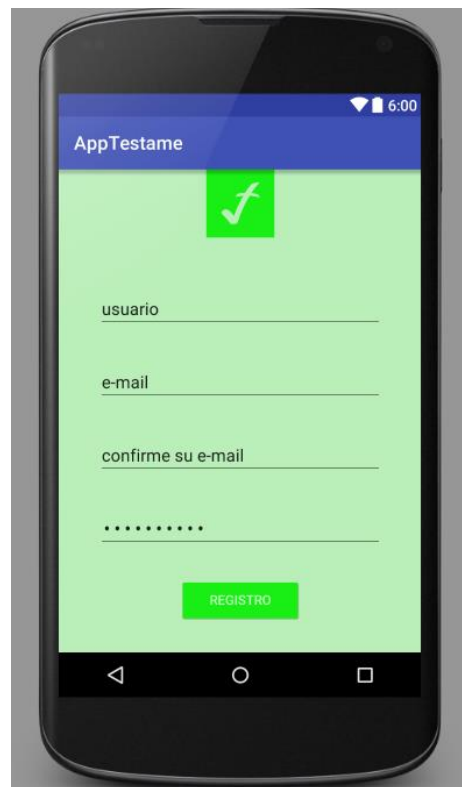 6:00
AppTestame
usuario
e-mail
confirme su e-mail
••••••••••
REGISTRO